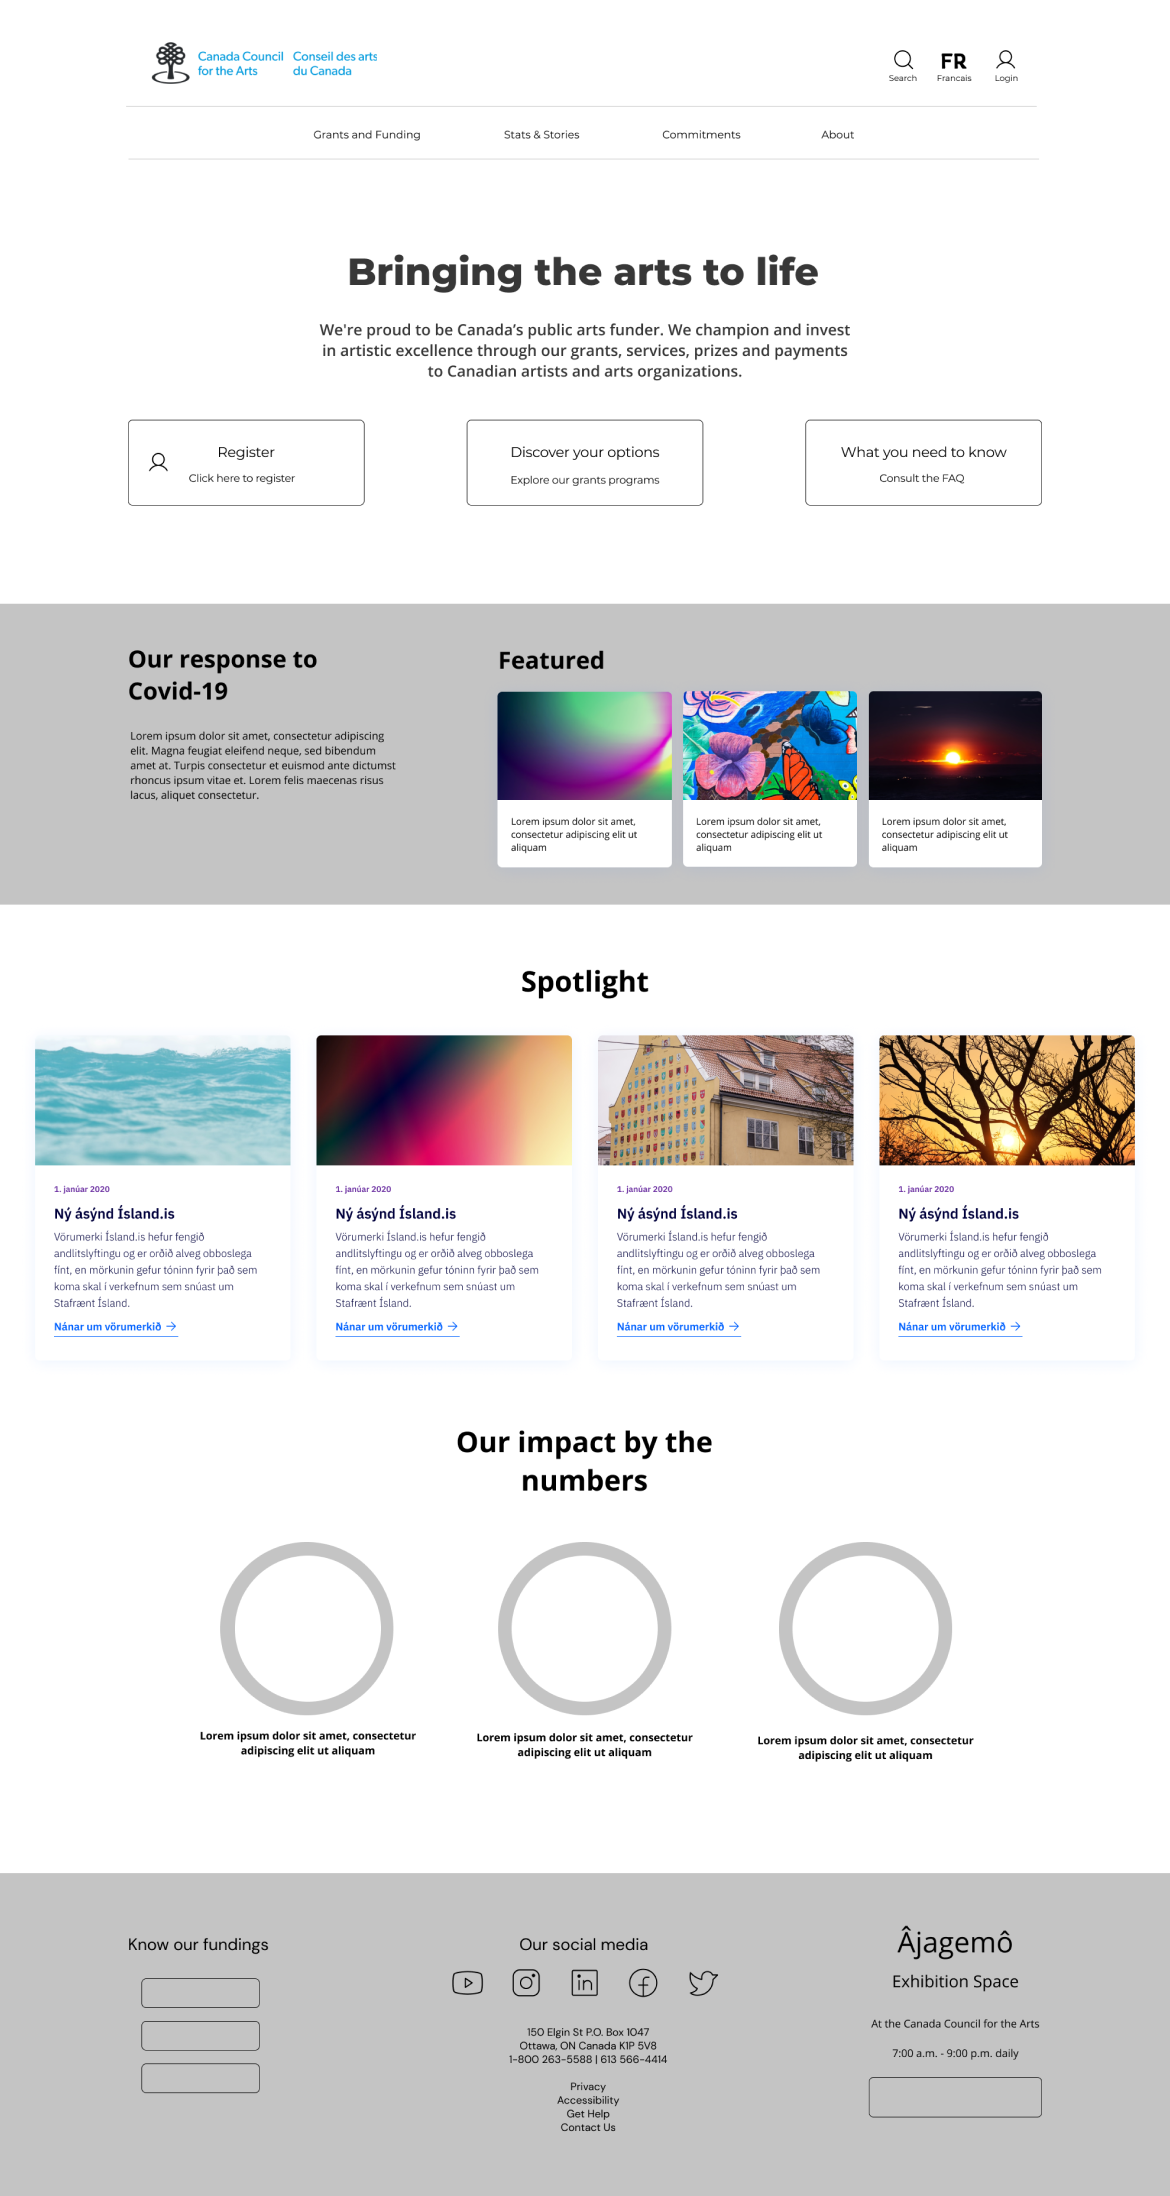 Canada Council
for the Arts
Conseil des arts
du Canada
Search
FR
Francais
Login
Grants and Funding
Stats & Stories
Commitments
About
Bringing the arts to life
We're proud to be Canada’s public arts funder. We champion and invest
in artistic excellence through our grants, services, prizes and payments
to Canadian artists and arts organizations.
Register
Click here to register
Discover your options
Explore our grants programs
What you need to know
Consult the FAQ
Our response to
Covid-19
Lorem ipsum dolor sit amet, consectetur adipiscing
elit. Magna feugiat eleifend neque, sed bibendum
amet at. Turpis consectetur et euismod ante dictumst
rhoncus ipsum vitae et. Lorem felis maecenas risus
lacus, aliquet consectetur.
Featured
Lorem ipsum dolor sit amet,
consectetur adipiscing elit ut
aliquam
Lorem ipsum dolor sit amet,
consectetur adipiscing elit ut
aliquam
Lorem ipsum dolor sit amet,
consectetur adipiscing elit ut
aliquam
Spotlight
1. janúar 2020
Ný ásýnd Ísland.is
Vörumerki Ísland.is hefur fengið
andlitslyftingu og er orðið alveg obboslega
fínt, en mörkunin gefur tóninn fyrir það sem
koma skal í verkefnum sem snúast um
Stafrænt Ísland.
Nánar um vörumerkið
1. janúar 2020
Ný ásýnd Ísland.is
Vörumerki Ísland.is hefur fengið
andlitslyftingu og er orðið alveg obboslega
fínt, en mörkunin gefur tóninn fyrir það sem
koma skal í verkefnum sem snúast um
Stafrænt Ísland.
Nánar um vörumerkið
1. janúar 2020
Ný ásýnd Ísland.is
Vörumerki Ísland.is hefur fengið
andlitslyftingu og er orðið alveg obboslega
fínt, en mörkunin gefur tóninn fyrir það sem
koma skal í verkefnum sem snúast um
Stafrænt Ísland.
Nánar um vörumerkið
1. janúar 2020
Ný ásýnd Ísland.is
Vörumerki Ísland.is hefur fengið
andlitslyftingu og er orðið alveg obboslega
fínt, en mörkunin gefur tóninn fyrir það sem
koma skal í verkefnum sem snúast um
Stafrænt Ísland.
Nánar um vörumerkið
Our impact by the
numbers
Lorem ipsum dolor sit amet, consectetur
adipiscing elit ut aliquam
Lorem ipsum dolor sit amet, consectetur
adipiscing elit ut aliquam
Lorem ipsum dolor sit amet, consectetur
adipiscing elit ut aliquam
Know our fundings
Our social media
150 Elgin St P.O. Box 1047
Ottawa, ON Canada K1P 5V8
1-800 263-5588 | 613 566-4414
Privacy
Accessibility
Get Help
Contact Us
Âjagemô
Exhibition Space
At the Canada Council for the Arts
7:00 a.m. - 9:00 p.m. daily